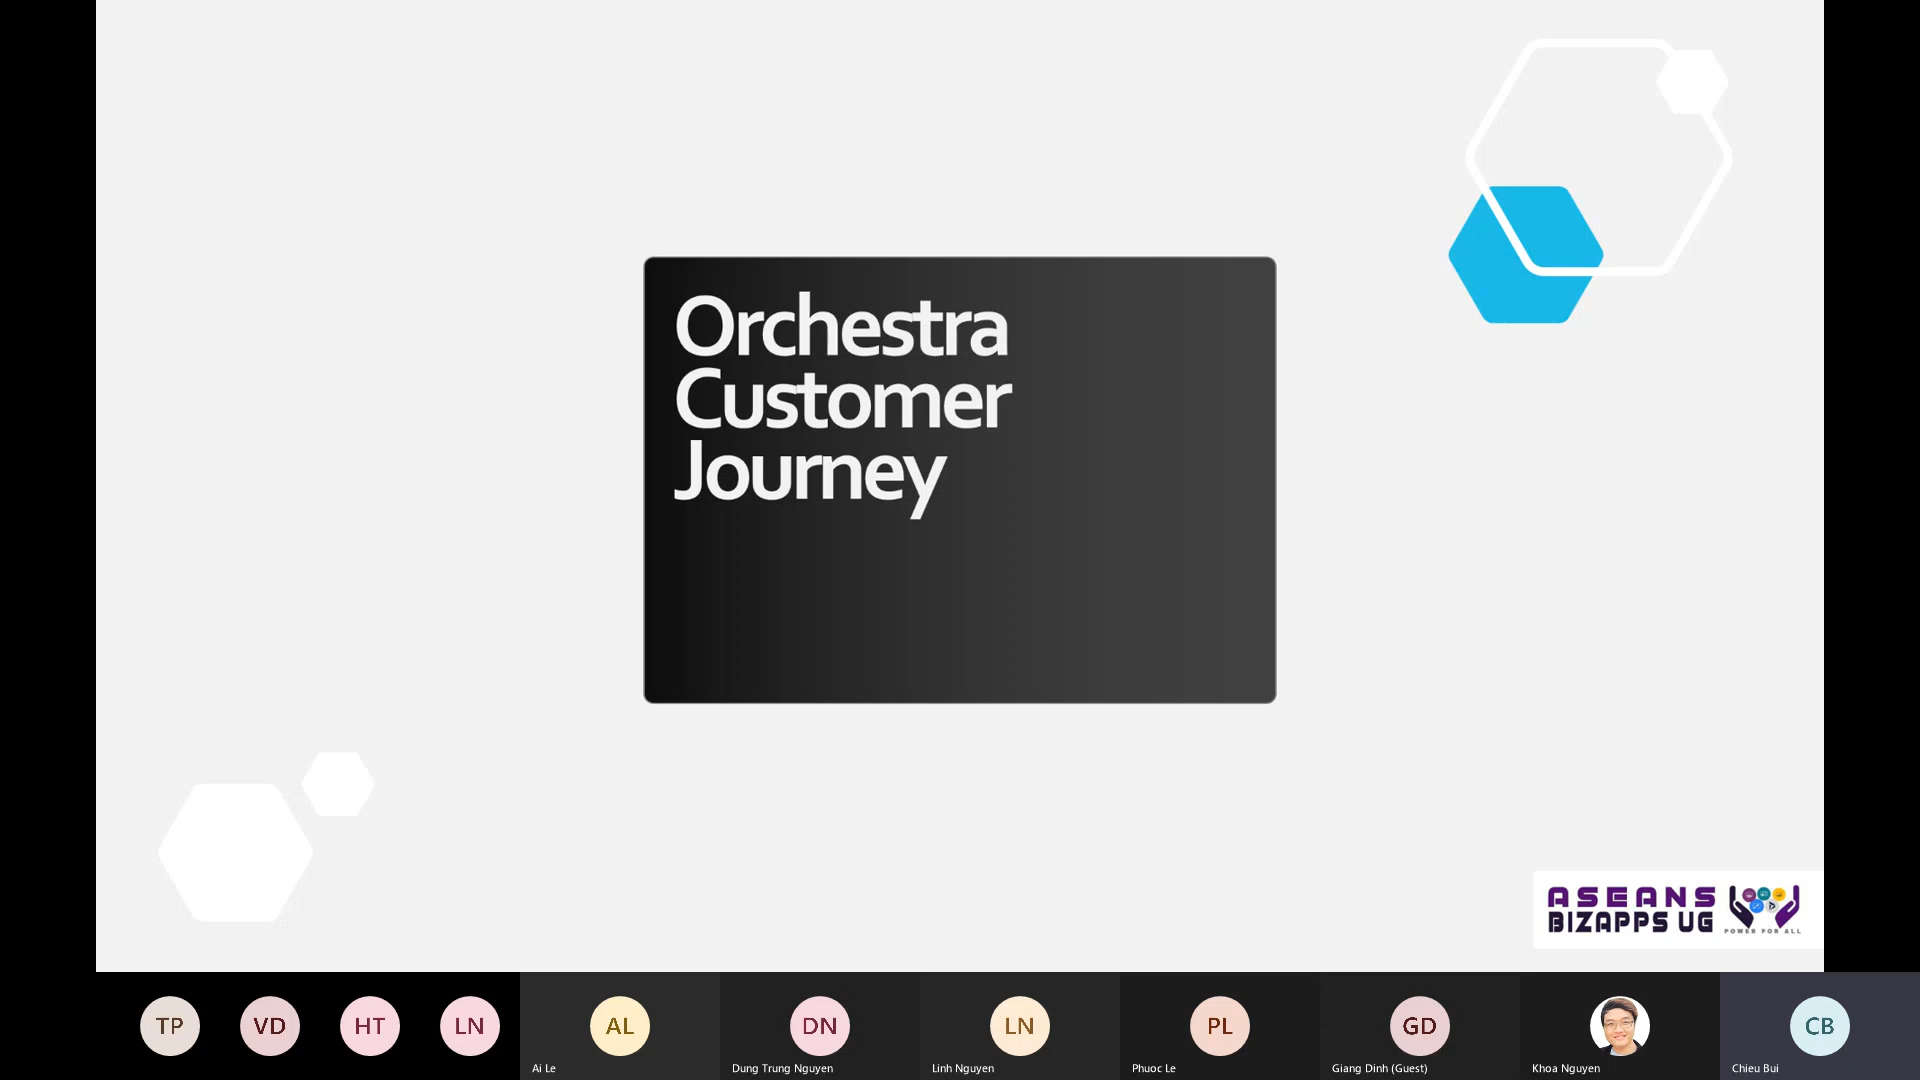 Orchestra
Customer
Journey
ASEANS
BIZAPPS UG
POWER FOR ALL
TP
VD
HT
LN
AL
Ai Le
DN
Dung Trung Nguyen
LN
Linh Nguyen
PL
Phuoc Le
GD
Giang Dinh (Guest)
Khoa Nguyen
CB
Chieu Bui